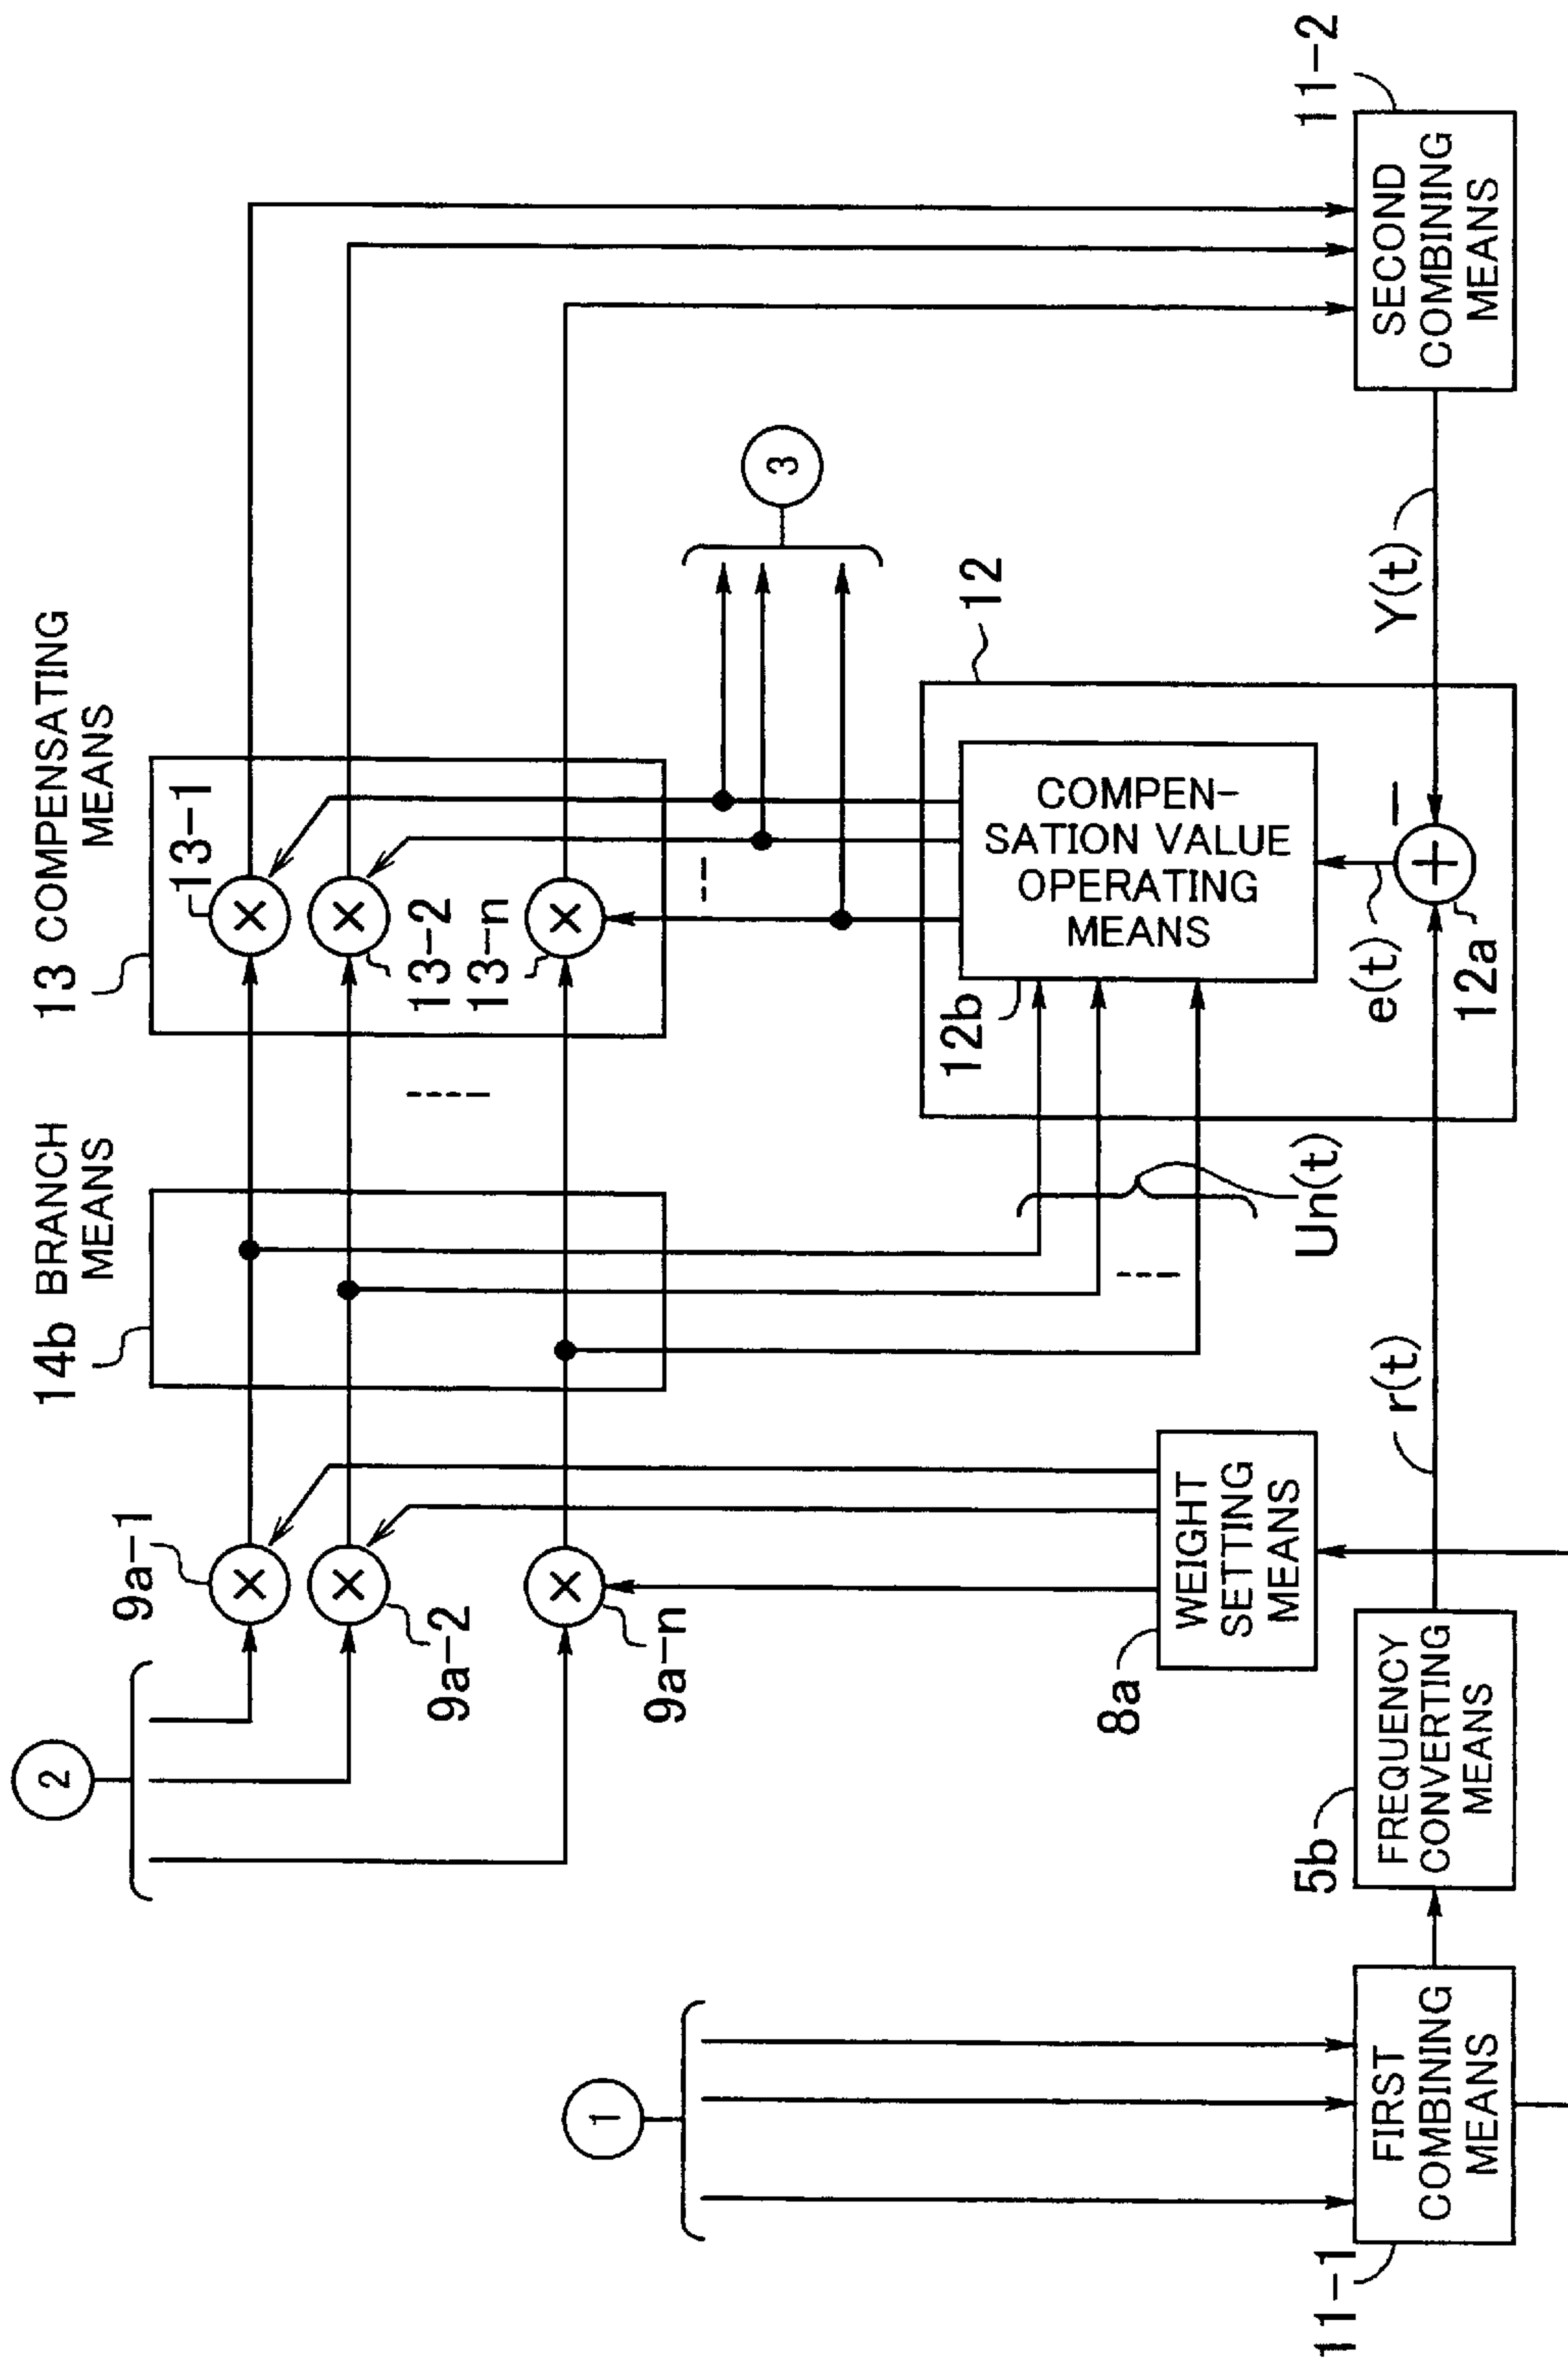 2
1
9a-1
9a-2
9a-n
14b BRANCH
MEANS
13 COMPENSATING
MEANS
13-1
13-2
13-n
3
Un(t)
12
12b
COMPEN-
SATION VALUE
OPERATING
MEANS
e(t)
12a
+
−
8a
WEIGHT
SETTING
MEANS
5b
FREQUENCY
CONVERTING
MEANS
r(t)
Y(t)
11-1
FIRST
COMBINING
MEANS
11-2
SECOND
COMBINING
MEANS